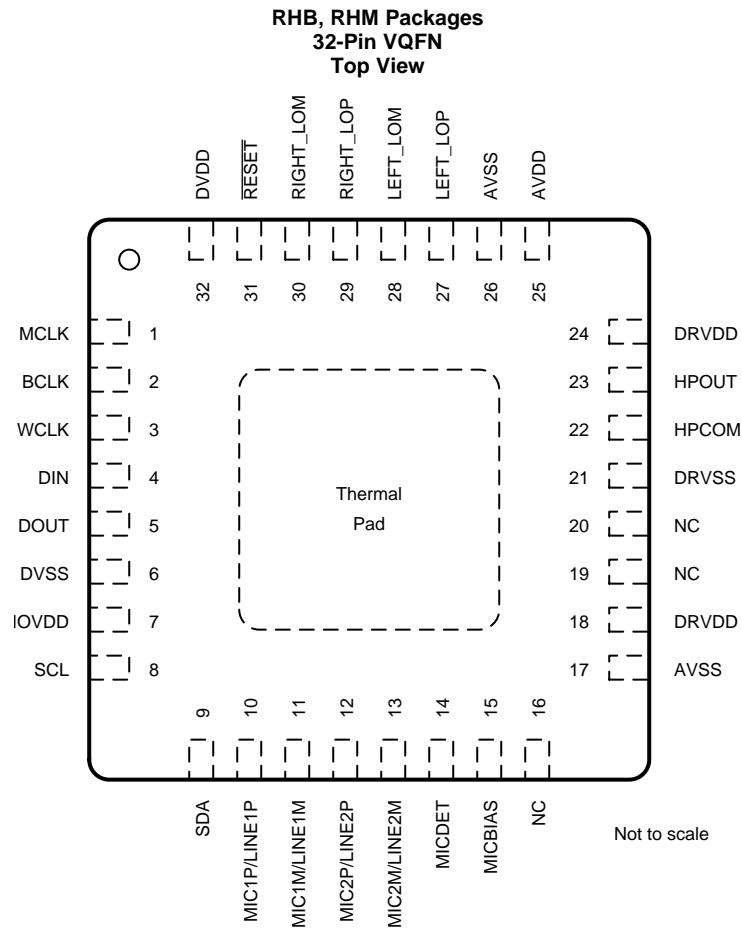 RHB, RHM Packages
32-Pin VQFN
Top View
DVDD
RESET
RIGHT_LOM
RIGHT_LOP
LEFT_LOM
LEFT_LOP
AVSS
AVDD
32
31
30
29
28
27
26
25
MCLK 1
BCLK 2
WCLK 3
DIN 4
DOUT 5
DVSS 6
IOVDD 7
SCL 8
Thermal
Pad
24 DRVDD
23 HPOUT
22 HPCOM
21 DRVSS
20 NC
19 NC
18 DRVDD
17 AVSS
9
10
11
12
13
14
15
16
SDA
MIC1P/LINE1P
MIC1M/LINE1M
MIC2P/LINE2P
MIC2M/LINE2M
MICDET
MICBIAS
NC
Not to scale